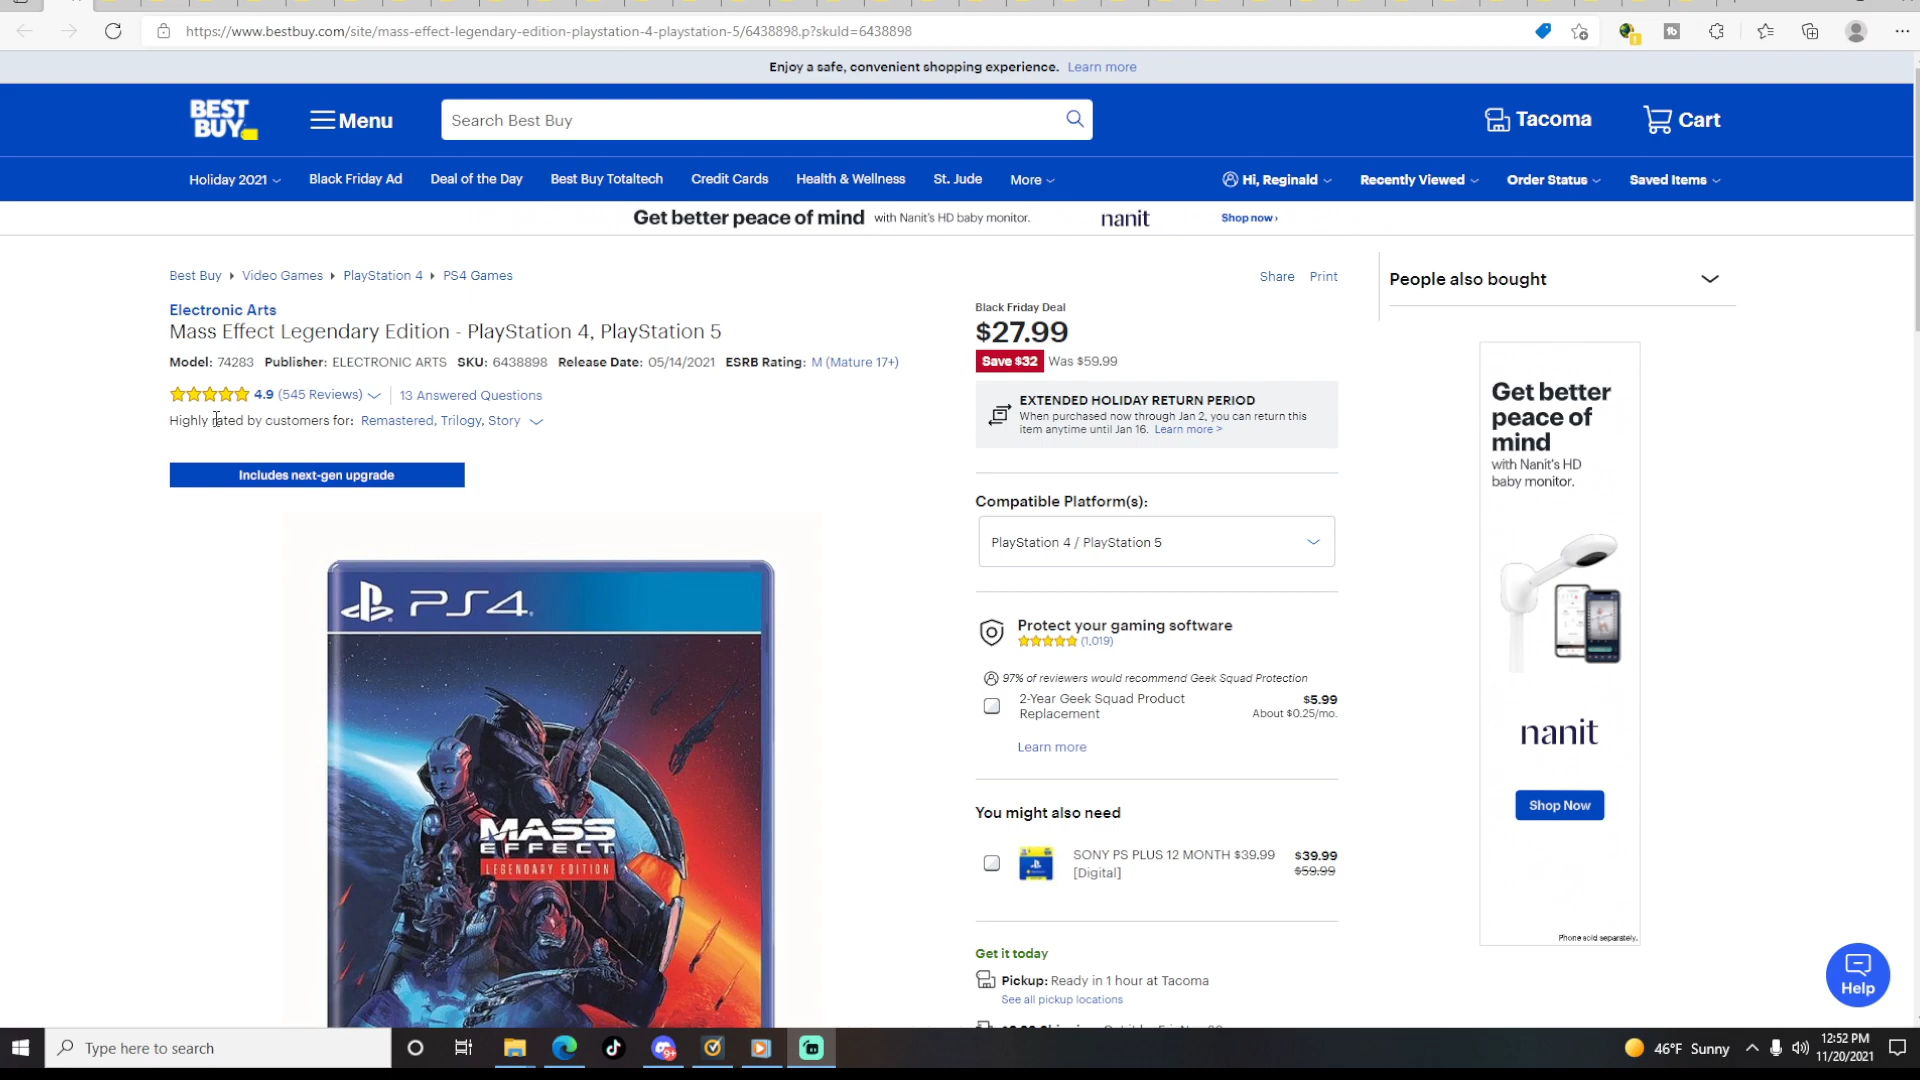 https://www.bestbuy.com/site/mass-effect-legendary-edition-playstation-4-playstation-5/6438898.p?skuId=6438898
Enjoy a safe, convenient shopping experience. Learn more
BEST BUY
Menu
Search Best Buy
Tacoma
Cart
Holiday 2021
Black Friday Ad
Deal of the Day
Best Buy Totaltech
Credit Cards
Health & Wellness
St. Jude
More
Hi, Reginald
Recently Viewed
Order Status
Saved Items
Get better peace of mind with Nanit's HD baby monitor. nanit Shop now ›
Best Buy Video Games PlayStation 4 PS4 Games
Share Print
Electronic Arts
Mass Effect Legendary Edition - PlayStation 4, PlayStation 5
Model: 74283 Publisher: ELECTRONIC ARTS SKU: 6438898 Release Date: 05/14/2021 ESRB Rating: M (Mature 17+)
4.9 (545 Reviews) 13 Answered Questions
Highly rated by customers for: Remastered, Trilogy, Story
Includes next-gen upgrade
PS4
MASS
EFFECT
LEGENDARY EDITION
Black Friday Deal
$27.99
Save $32 Was $59.99
EXTENDED HOLIDAY RETURN PERIOD
When purchased now through Jan 2, you can return this
item anytime until Jan 16. Learn more >
Compatible Platform(s):
PlayStation 4 / PlayStation 5
Protect your gaming software
(1,019)
97% of reviewers would recommend Geek Squad Protection
2-Year Geek Squad Product $5.99
Replacement About $0.25/mo.
Learn more
You might also need
SONY PS PLUS 12 MONTH $39.99 $39.99
[Digital] $59.99
Get it today
Pickup: Ready in 1 hour at Tacoma
See all pickup locations
People also bought
Get better
peace of
mind
with Nanit's HD
baby monitor.
nanit
Shop Now
Phone sold separately.
Help
Type here to search
9+
46°F Sunny
12:52 PM
11/20/2021